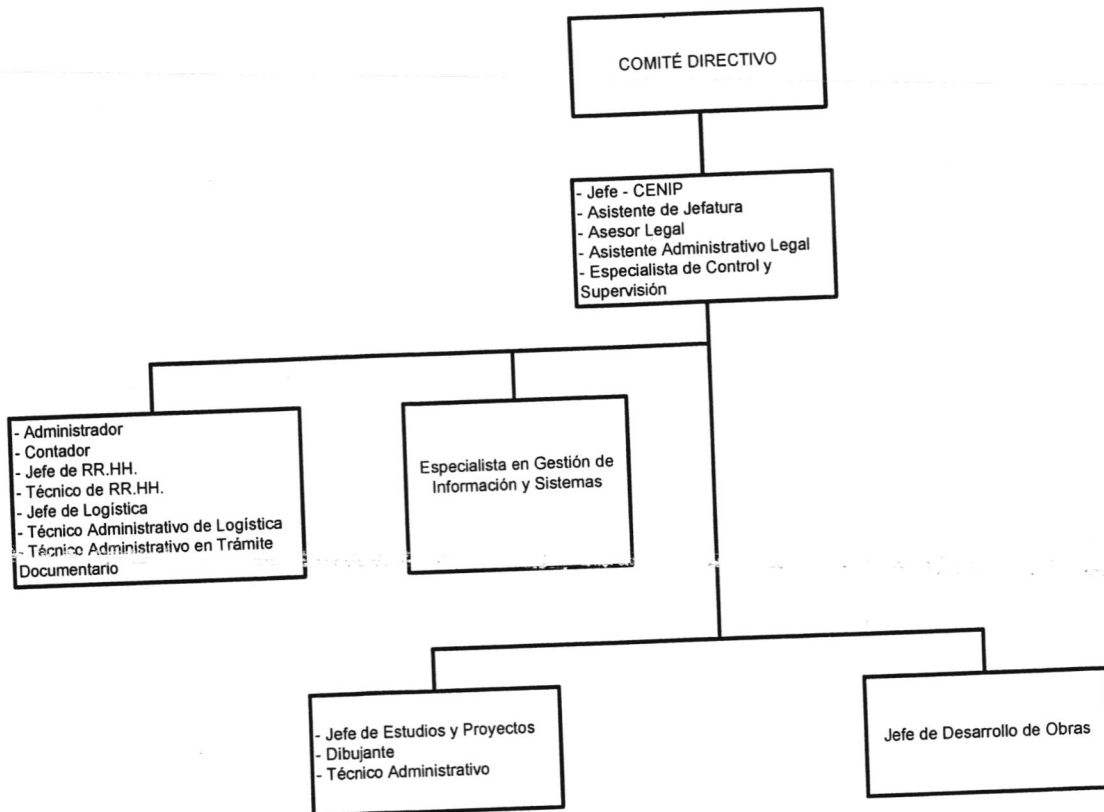 COMITÉ DIRECTIVO
- Jefe - CENIP
- Asistente de Jefatura
- Asesor Legal
- Asistente Administrativo Legal
- Especialista de Control y
Supervisión
- Administrador
- Contador
- Jefe de RR.HH.
- Técnico de RR.HH.
- Jefe de Logística
- Técnico Administrativo de Logística
- Técnico Administrativo en Trámite
Documentario
Especialista en Gestión de
Información y Sistemas
- Jefe de Estudios y Proyectos
- Dibujante
- Técnico Administrativo
Jefe de Desarrollo de Obras